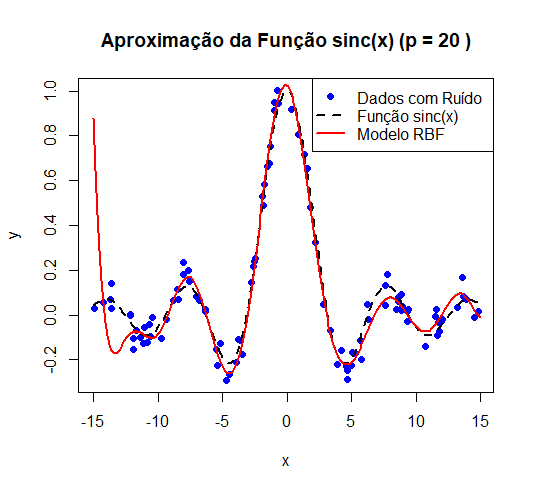 Aproximação da Função sinc(x) (p = 20 )
Dados com Ruído
Função sinc(x)
Modelo RBF
y
1.0
0.8
0.6
0.4
0.2
0.0
-0.2
-15 -10 -5 0 5 10 15
x